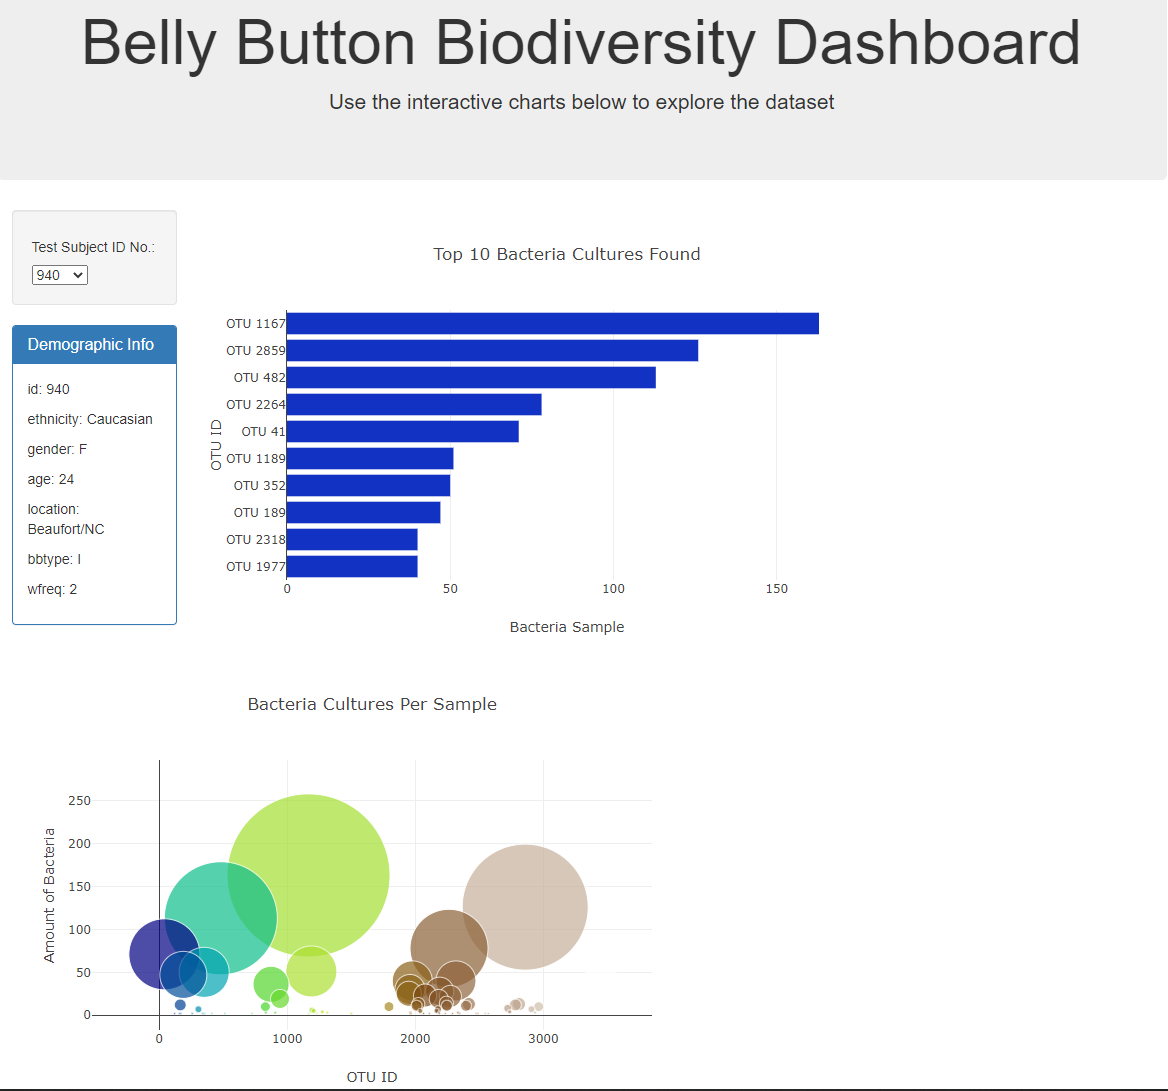 Belly Button Biodiversity Dashboard
Use the interactive charts below to explore the dataset
Test Subject ID No.:
940
Demographic Info
id: 940
ethnicity: Caucasian
gender: F
age: 24
location:
Beaufort/NC
bbtype: I
wfreq: 2
Top 10 Bacteria Cultures Found
OTU ID
OTU 1167
OTU 2859
OTU 482
OTU 2264
OTU 41
OTU 1189
OTU 352
OTU 189
OTU 2318
OTU 1977
0 50 100 150
Bacteria Sample
Bacteria Cultures Per Sample
Amount of Bacteria
250
200
150
100
50
0
0 1000 2000 3000
OTU ID